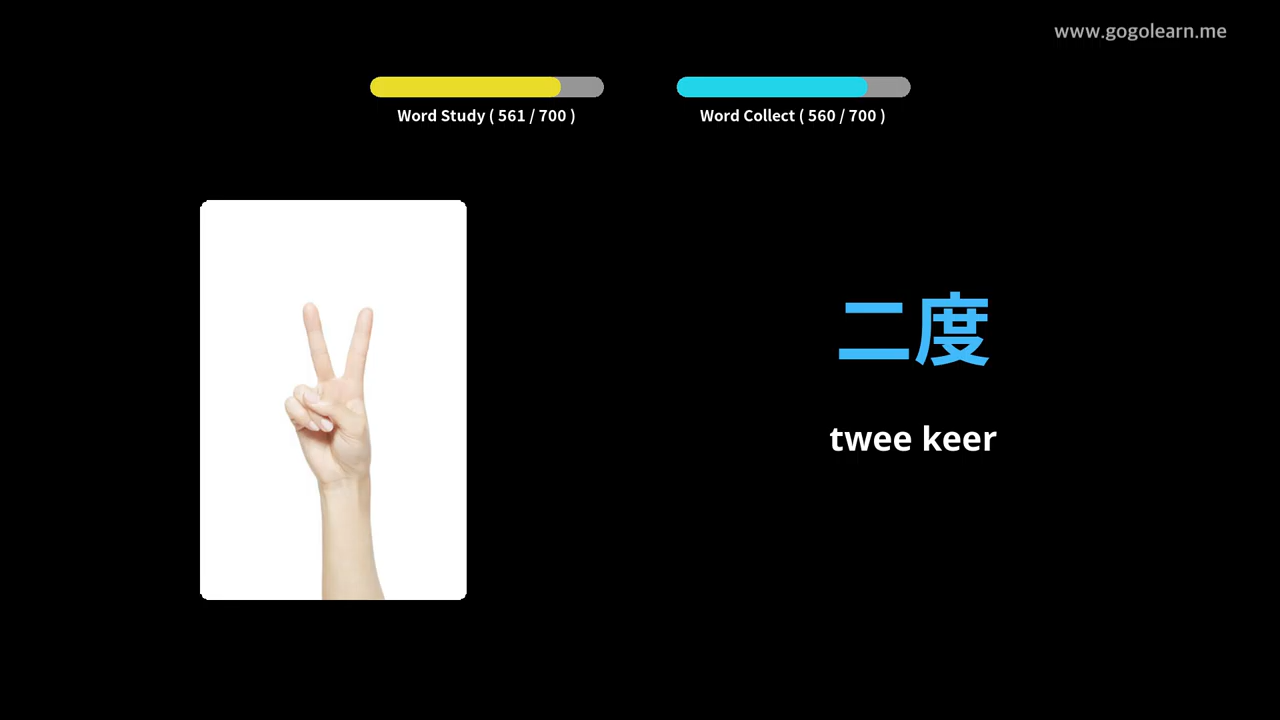 www.gogolearn.me
Word Study ( 561 / 700 )
Word Collect ( 560 / 700 )
二度
twee keer